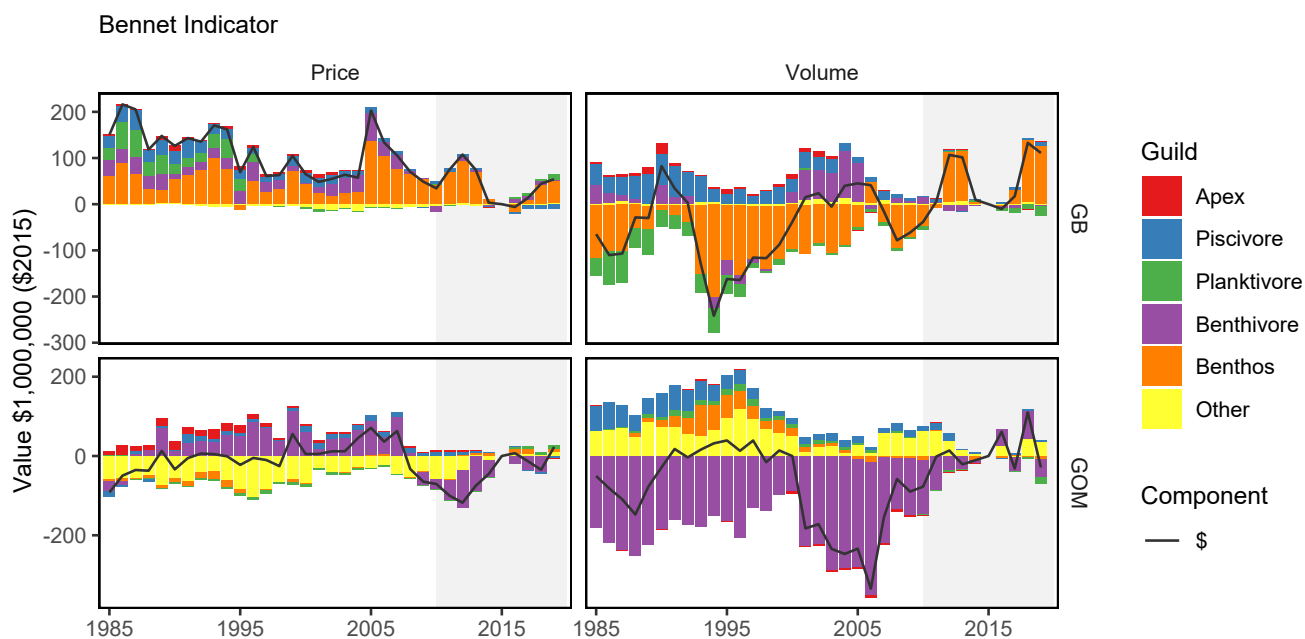 Bennet Indicator
Price
Volume
Value $1,000,000 ($2015)
200
100
0
-100
-200
-300
GB
200
0
-200
GOM
1985
1995
2005
2015
1985
1995
2005
2015
Guild
Apex
Piscivore
Planktivore
Benthivore
Benthos
Other
Component
$